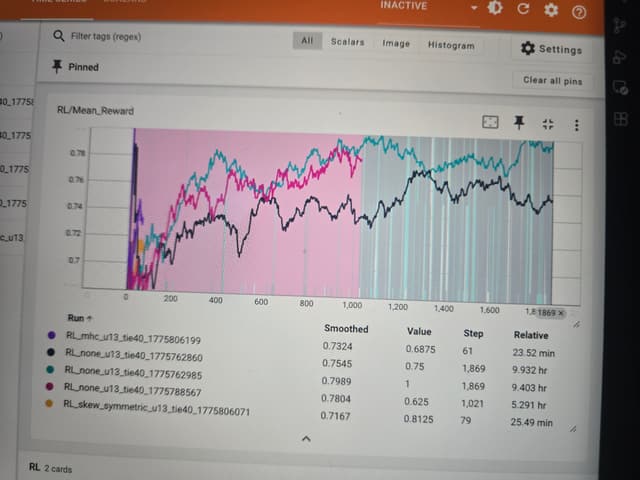 INACTIVE
Filter tags (regex)
All Scalars Image Histogram Settings
Pinned
Clear all pins
RL/Mean_Reward
0.78
0.76
0.74
0.72
0.7
0 200 400 600 800 1,000 1,200 1,400 1,600 1,8 1869 ×
Run ↑ Smoothed Value Step Relative
RL_mhc_u13_tie40_1775806199 0.7324 0.6875 61 23.52 min
RL_none_u13_tie40_1775762860 0.7545 0.75 1,869 9.932 hr
RL_none_u13_tie40_1775762985 0.7989 1 1,869 9.403 hr
RL_none_u13_tie40_1775788567 0.7804 0.625 1,021 5.291 hr
RL_skew_symmetric_u13_tie40_1775806071 0.7167 0.8125 79 25.49 min
RL 2 cards